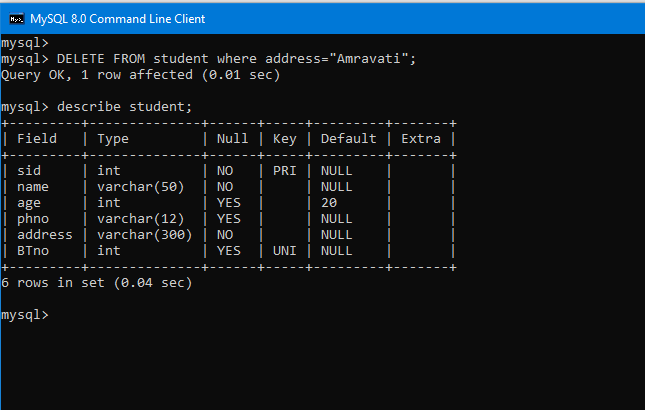 MySQL 8.0 Command Line Client
mysql>
mysql> DELETE FROM student where address="Amravati";
Query OK, 1 row affected (0.01 sec)
mysql> describe student;
+---------+--------------+------+-----+---------+-------+
| Field   | Type         | Null | Key | Default | Extra |
+---------+--------------+------+-----+---------+-------+
| sid     | int          | NO   | PRI | NULL    |       |
| name    | varchar(50)  | NO   |     | NULL    |       |
| age     | int          | YES  |     | 20      |       |
| phno    | varchar(12)  | YES  |     | NULL    |       |
| address | varchar(300) | NO   |     | NULL    |       |
| BTno    | int          | YES  | UNI | NULL    |       |
+---------+--------------+------+-----+---------+-------+
6 rows in set (0.04 sec)
mysql>